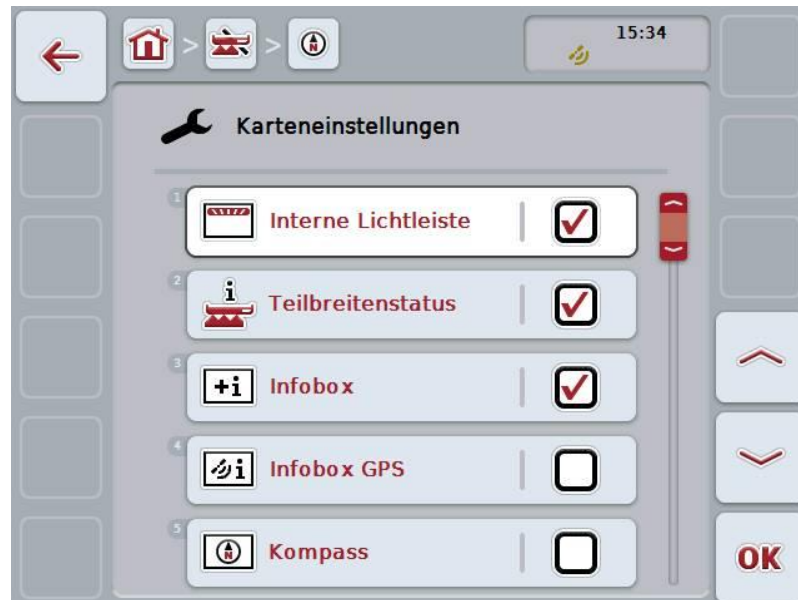 15:34
Karteneinstellungen
1
Interne Lichtleiste
2
i
Teilbreitenstatus
3
+i
Infobox
4
i
Infobox GPS
5
N
Kompass
OK